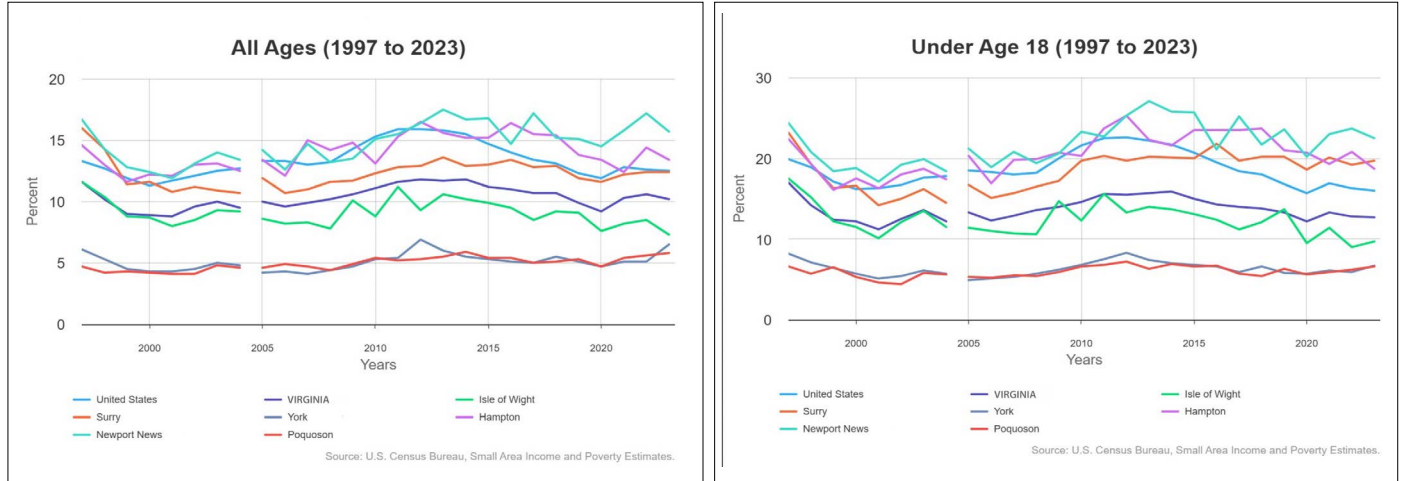 All Ages (1997 to 2023)
20
15
10
5
0
Percent
2000 2005 2010 2015 2020
Years
United States VIRGINIA Isle of Wight
Surry York Hampton
Newport News Poquoson
Source: U.S. Census Bureau, Small Area Income and Poverty Estimates.
Under Age 18 (1997 to 2023)
30
20
10
0
Percent
2000 2005 2010 2015 2020
Years
United States VIRGINIA Isle of Wight
Surry York Hampton
Newport News Poquoson
Source: U.S. Census Bureau, Small Area Income and Poverty Estimates.